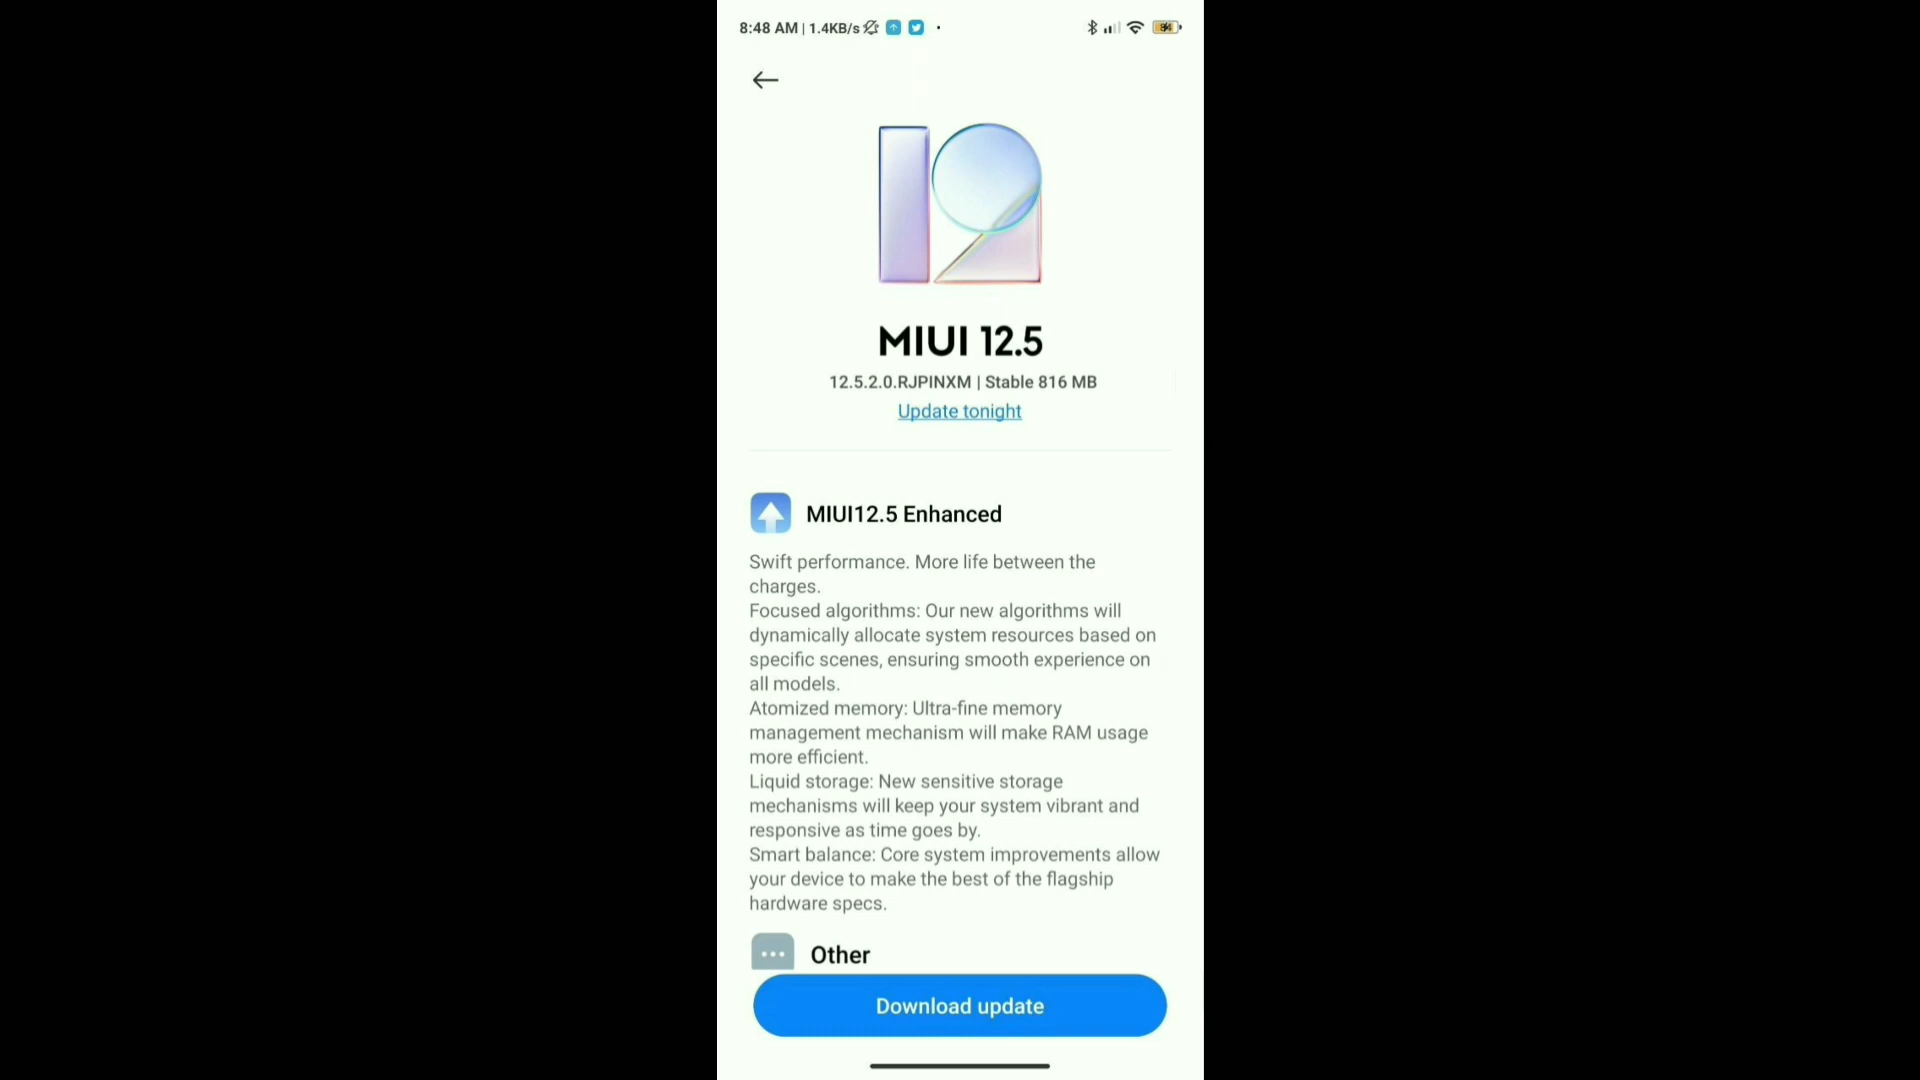 8:48 AM | 1.4KB/s
84
12
MIUI 12.5
12.5.2.0.RJPINXM | Stable 816 MB
Update tonight
MIUI12.5 Enhanced
Swift performance. More life between the
charges.
Focused algorithms: Our new algorithms will
dynamically allocate system resources based on
specific scenes, ensuring smooth experience on
all models.
Atomized memory: Ultra-fine memory
management mechanism will make RAM usage
more efficient.
Liquid storage: New sensitive storage
mechanisms will keep your system vibrant and
responsive as time goes by.
Smart balance: Core system improvements allow
your device to make the best of the flagship
hardware specs.
Other
Download update